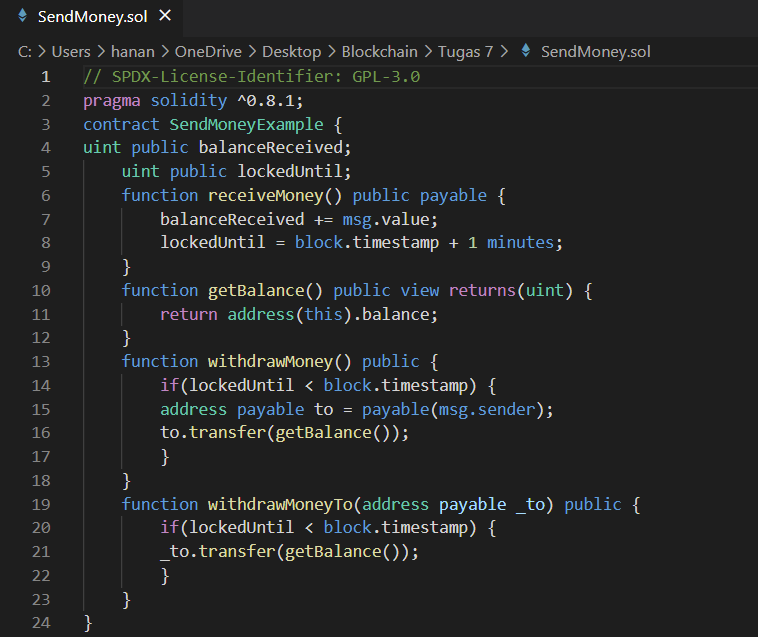 SendMoney.sol ×
C: > Users > hanan > OneDrive > Desktop > Blockchain > Tugas 7 > SendMoney.sol
1 // SPDX-License-Identifier: GPL-3.0
2 pragma solidity ^0.8.1;
3 contract SendMoneyExample {
4 uint public balanceReceived;
5     uint public lockedUntil;
6     function receiveMoney() public payable {
7         balanceReceived += msg.value;
8         lockedUntil = block.timestamp + 1 minutes;
9     }
10     function getBalance() public view returns(uint) {
11         return address(this).balance;
12     }
13     function withdrawMoney() public {
14         if(lockedUntil < block.timestamp) {
15         address payable to = payable(msg.sender);
16         to.transfer(getBalance());
17         }
18     }
19     function withdrawMoneyTo(address payable _to) public {
20         if(lockedUntil < block.timestamp) {
21         _to.transfer(getBalance());
22         }
23     }
24 }